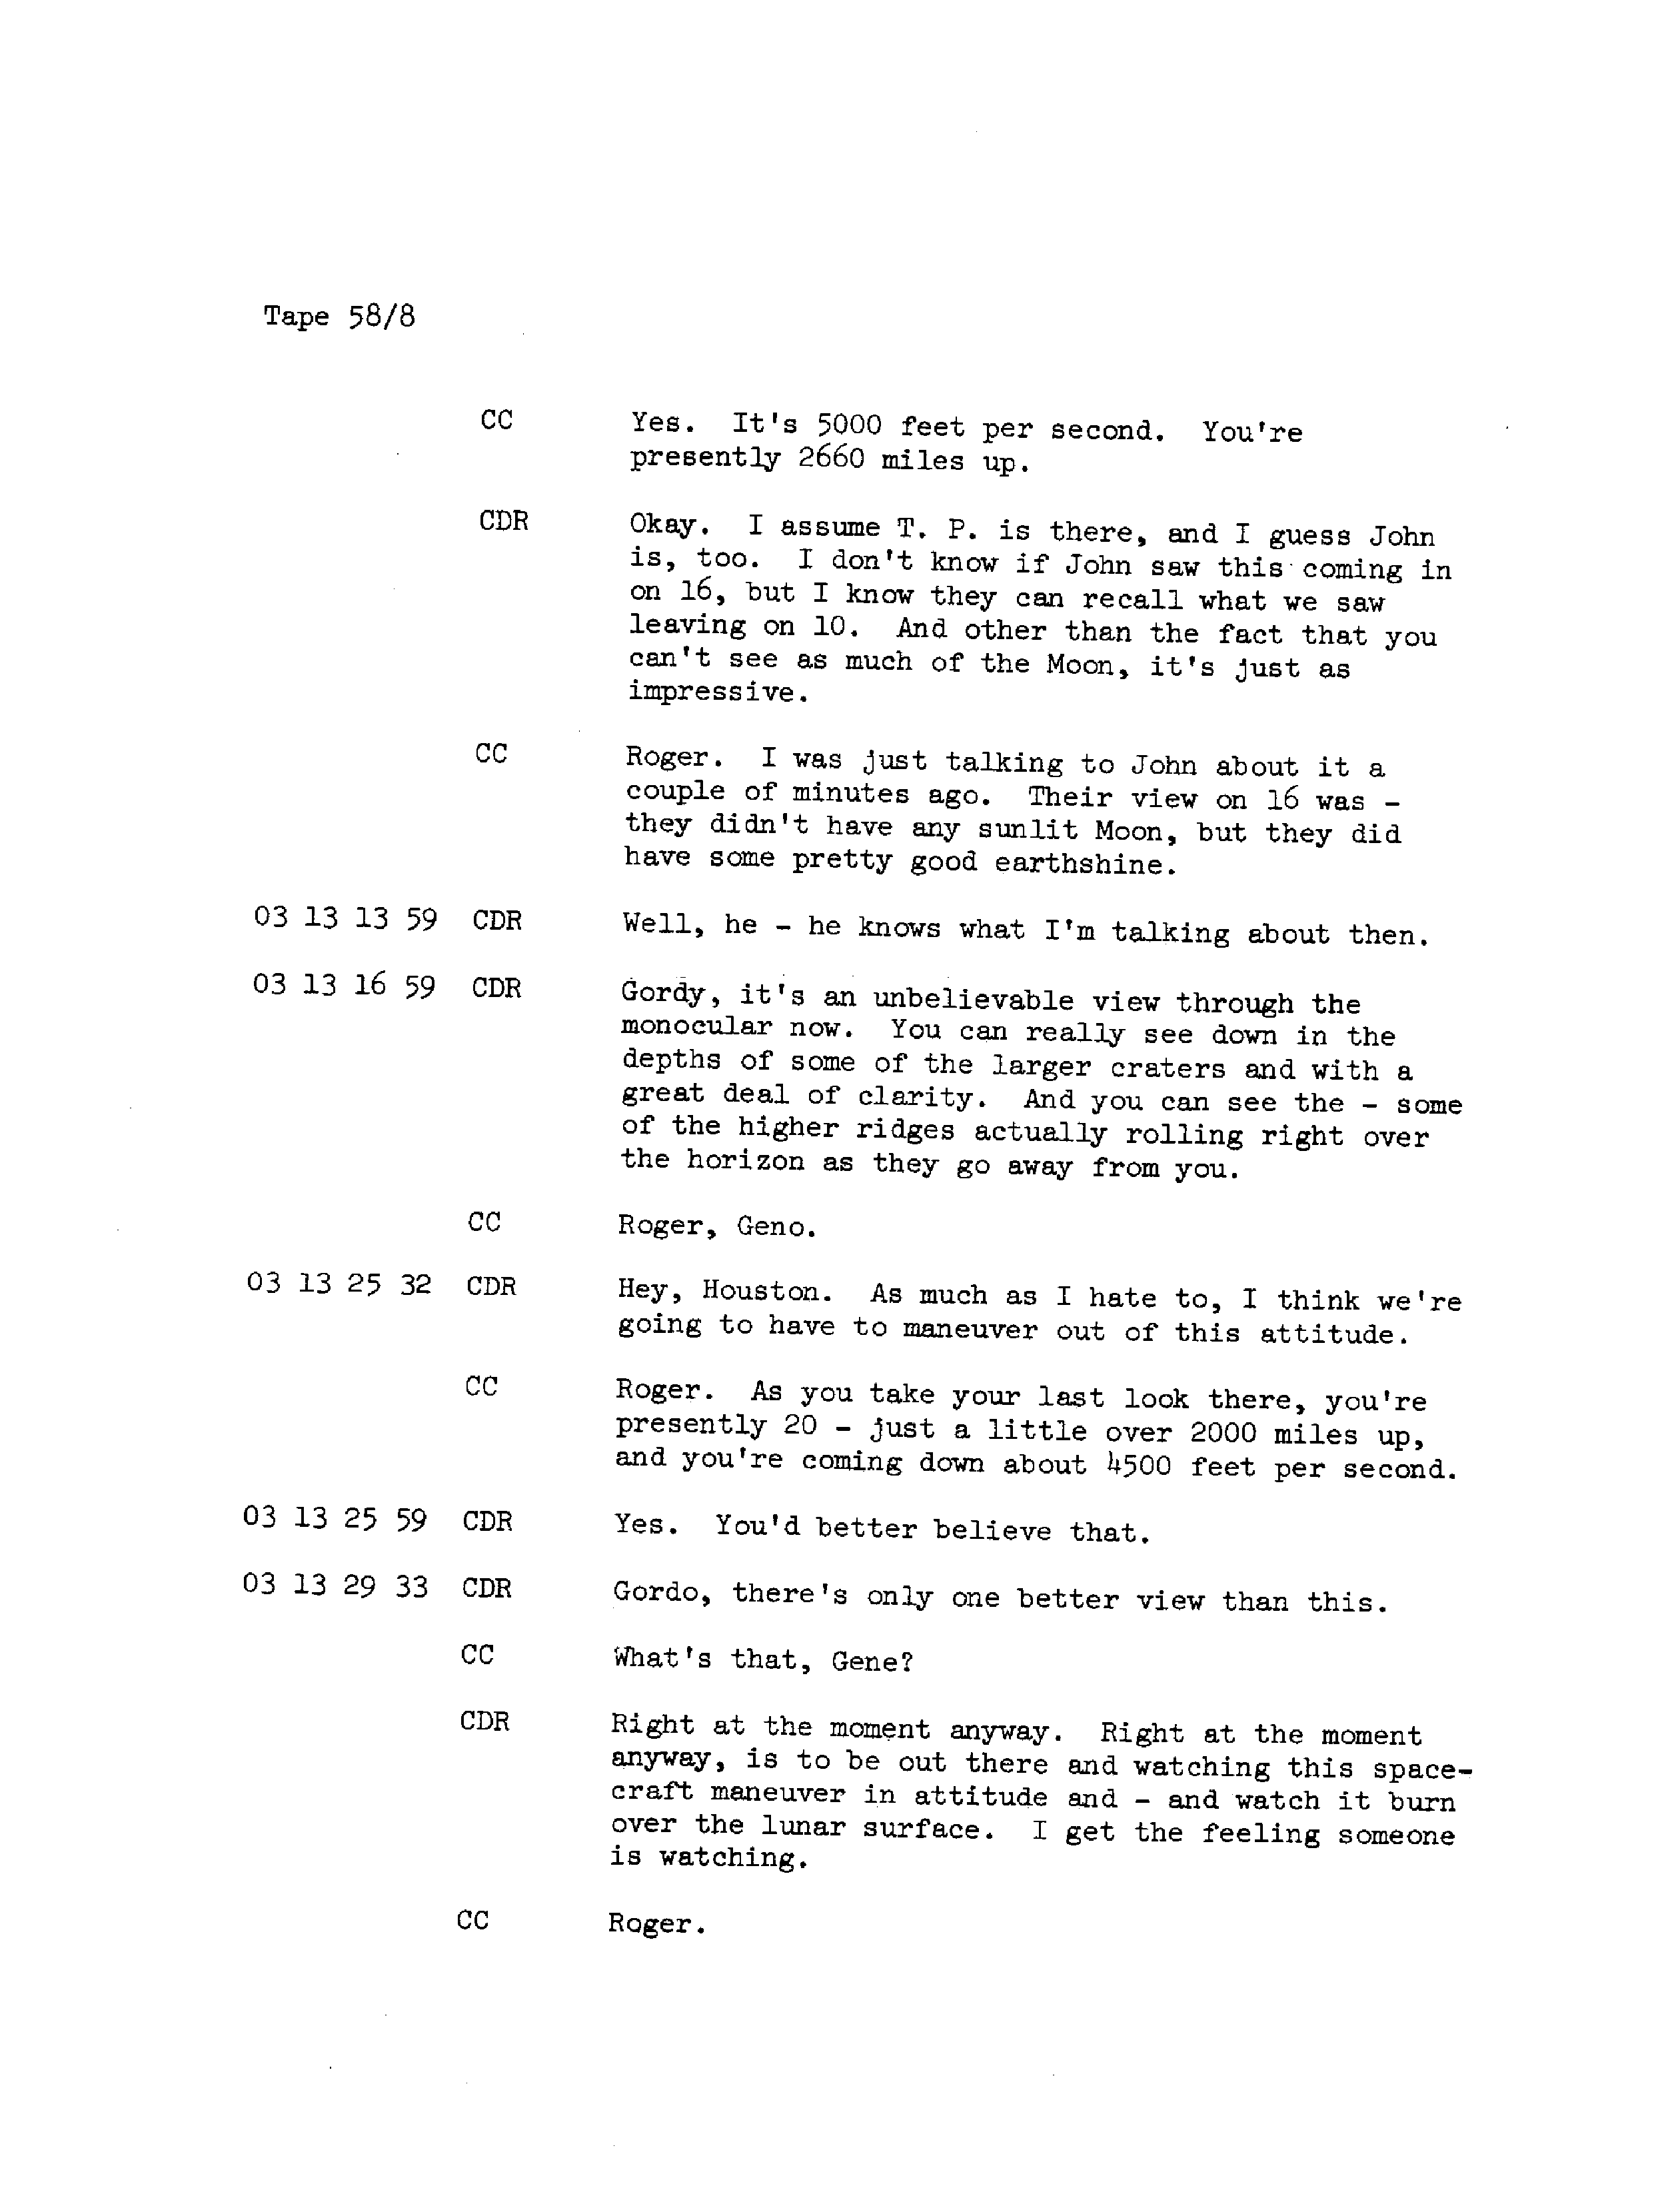 Tape 58/8
CC Yes. It's 5000 feet per second. You're
presently 2660 miles up.
CDR Okay. I assume T. P. is there, and I guess John
is, too. I don't know if John saw this coming in
on 16, but I know they can recall what we saw
leaving on 10. And other than the fact that you
can't see as much of the Moon, it's just as
impressive.
CC Roger. I was just talking to John about it a
couple of minutes ago. Their view on 16 was -
they didn't have any sunlit Moon, but they did
have some pretty good earthshine.
03 13 13 59 CDR Well, he - he knows what I'm talking about then.
03 13 16 59 CDR Gordy, it's an unbelievable view through the
monocular now. You can really see down in the
depths of some of the larger craters and with a
great deal of clarity. And you can see the - some
of the higher ridges actually rolling right over
the horizon as they go away from you.
CC Roger, Geno.
03 13 25 32 CDR Hey, Houston. As much as I hate to, I think we're
going to have to maneuver out of this attitude.
CC Roger. As you take your last look there, you're
presently 20 - just a little over 2000 miles up,
and you're coming down about 4500 feet per second.
03 13 25 59 CDR Yes. You'd better believe that.
03 13 29 33 CDR Gordo, there's only one better view than this.
CC What's that, Gene?
CDR Right at the moment anyway. Right at the moment
anyway, is to be out there and watching this space-
craft maneuver in attitude and - and watch it burn
over the lunar surface. I get the feeling someone
is watching.
CC Roger.